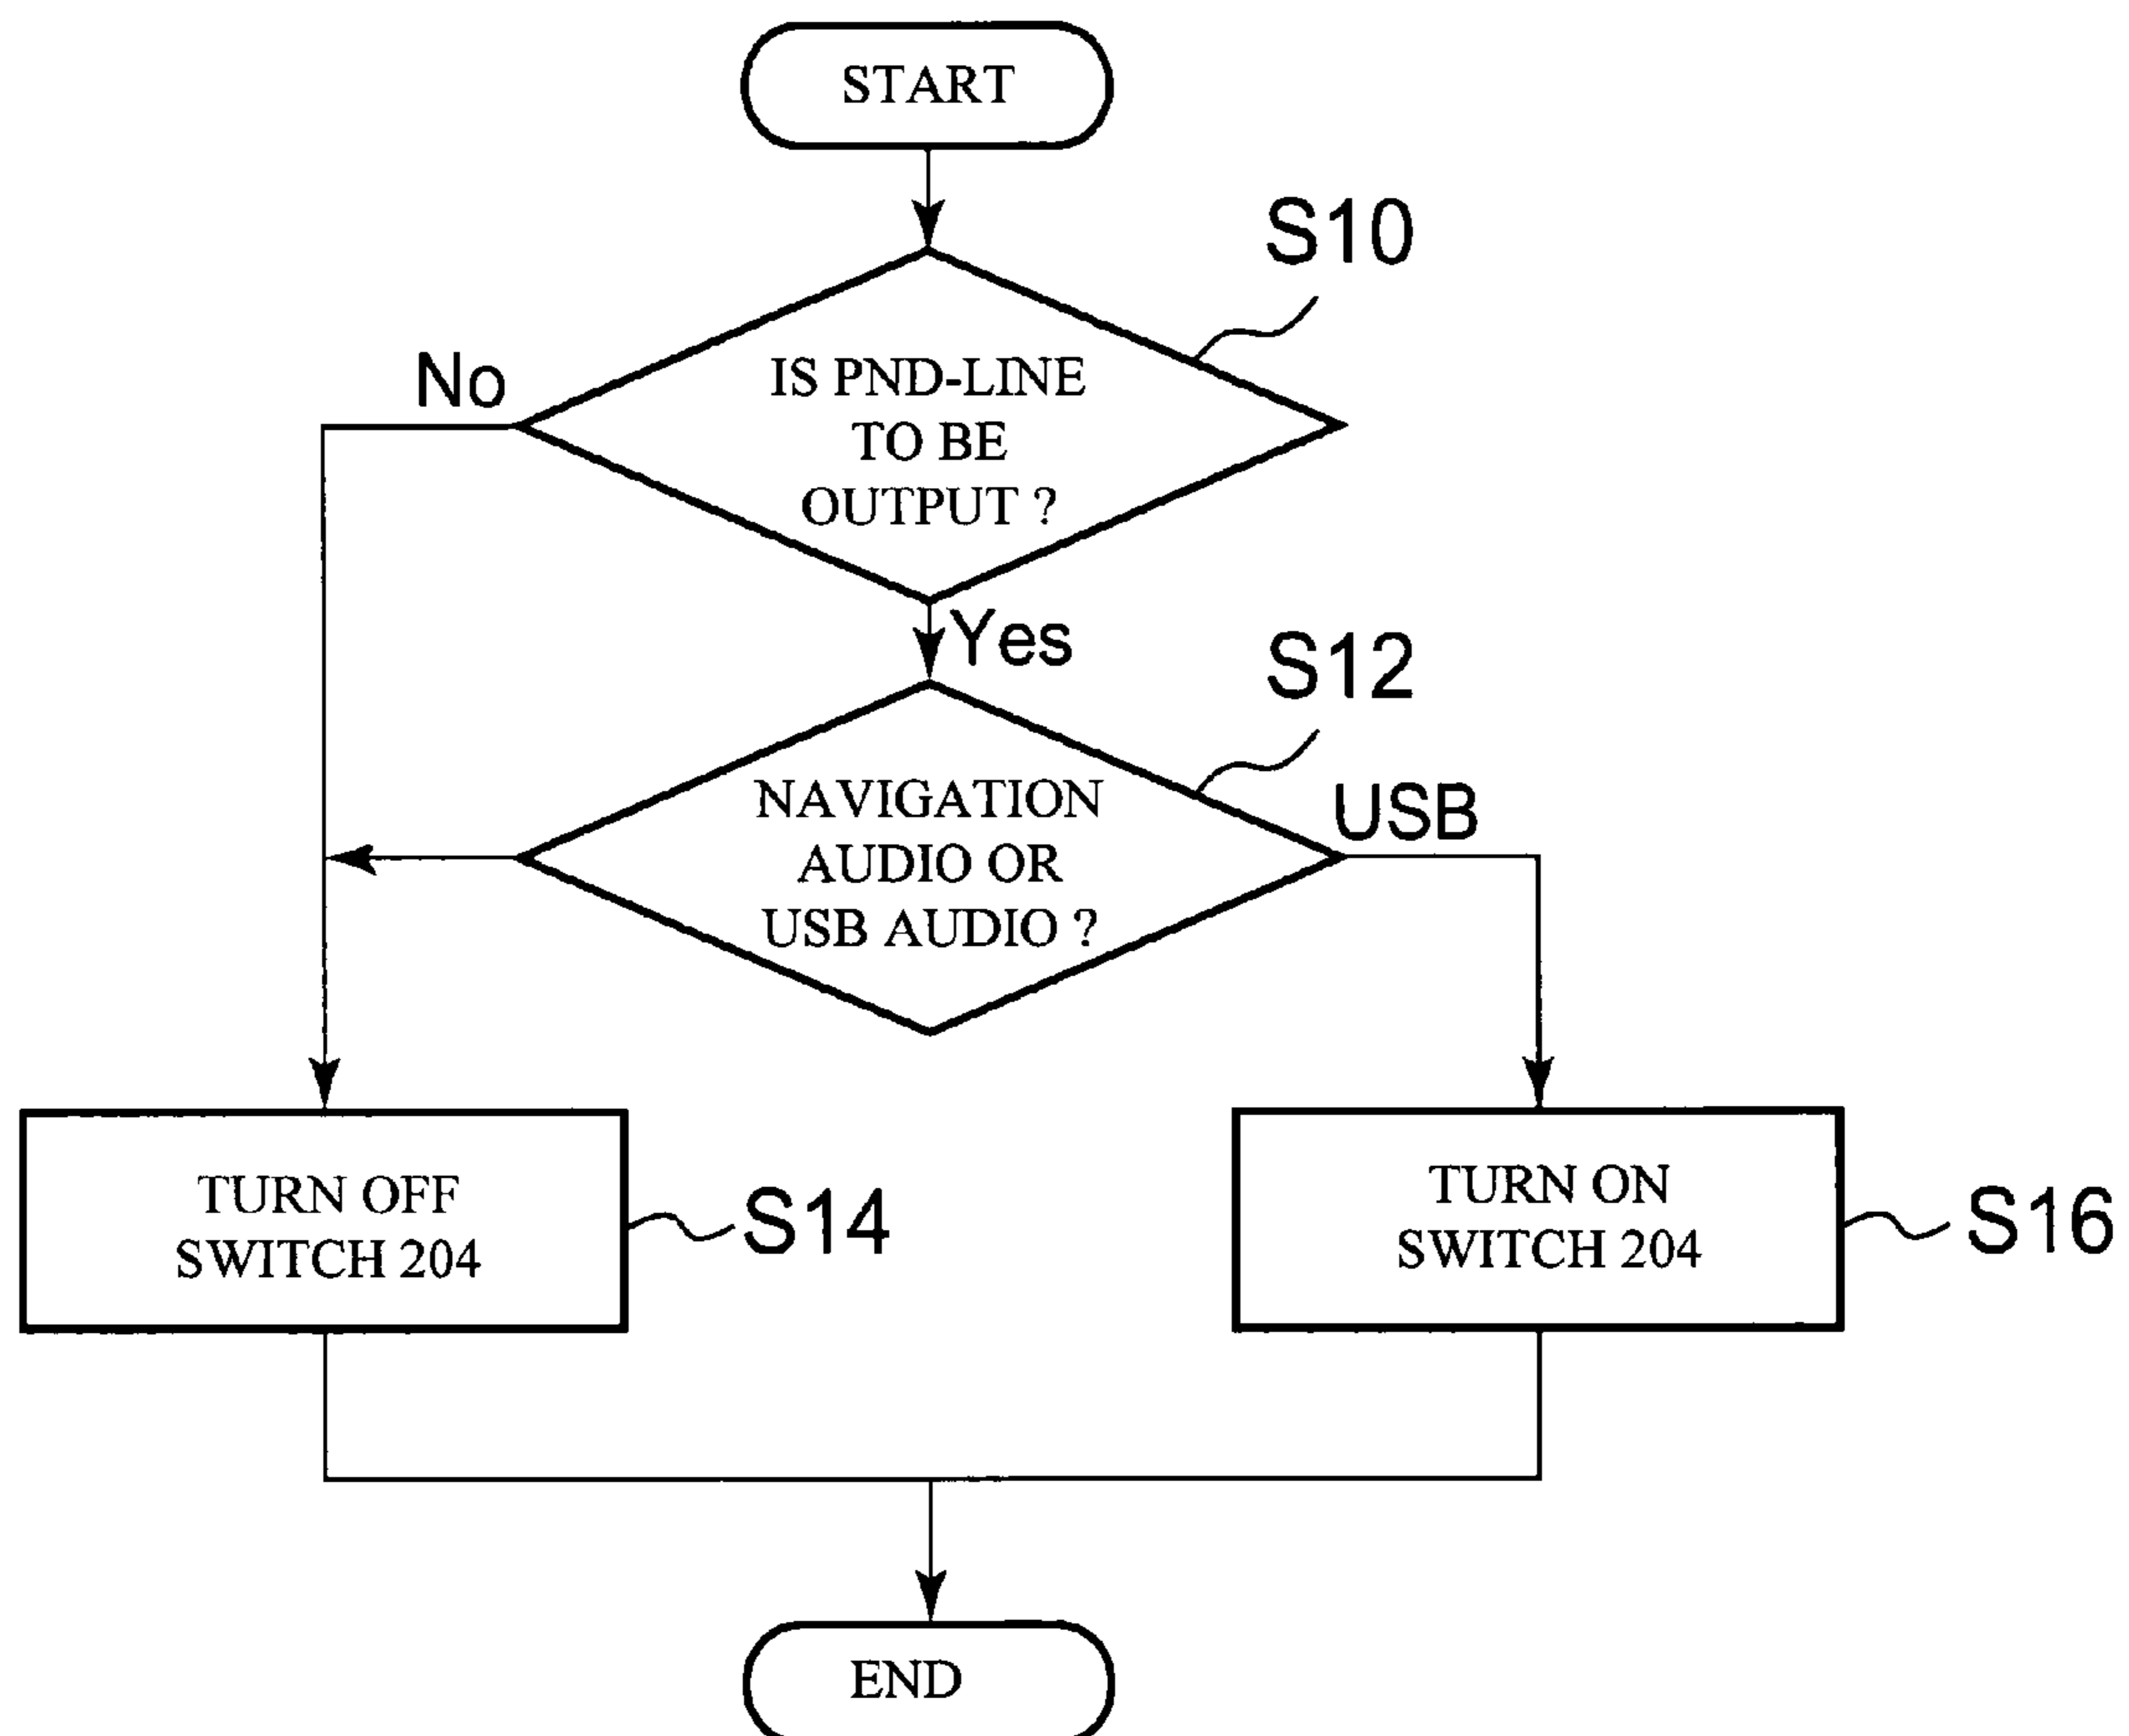 START
S10
No
IS PND-LINE
TO BE
OUTPUT ?
Yes
S12
NAVIGATION
AUDIO OR
USB AUDIO ?
USB
TURN OFF
SWITCH 204
S14
TURN ON
SWITCH 204
S16
END